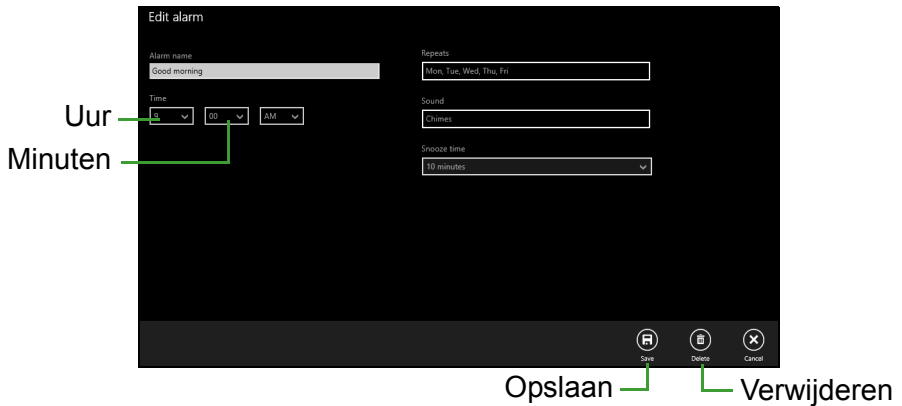 Edit alarm
Alarm name
Good morning
Time
9 00 AM
Repeats
Mon, Tue, Wed, Thu, Fri
Sound
Chimes
Snooze time
10 minutes
Uur
Minuten
Save Delete Cancel
Opslaan Verwijderen